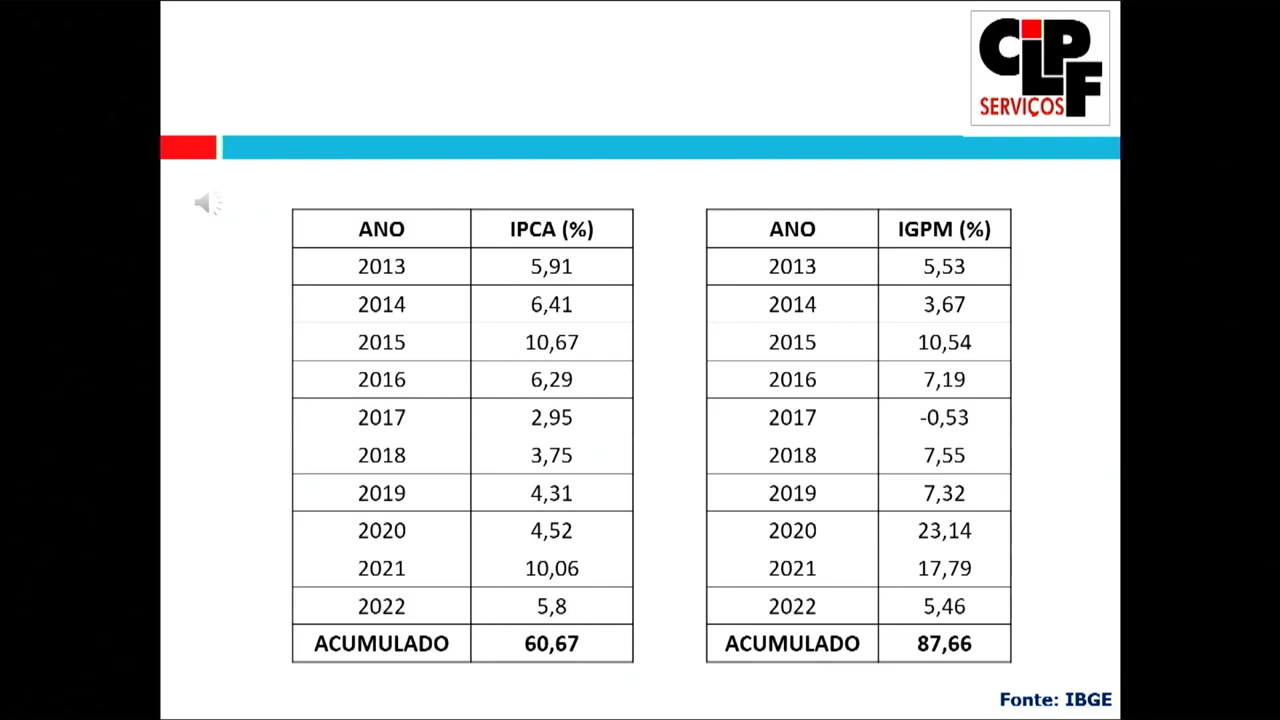 CLPF
SERVIÇOS
ANO IPCA (%)
2013 5,91
2014 6,41
2015 10,67
2016 6,29
2017 2,95
2018 3,75
2019 4,31
2020 4,52
2021 10,06
2022 5,8
ACUMULADO 60,67
ANO IGPM (%)
2013 5,53
2014 3,67
2015 10,54
2016 7,19
2017 -0,53
2018 7,55
2019 7,32
2020 23,14
2021 17,79
2022 5,46
ACUMULADO 87,66
Fonte: IBGE